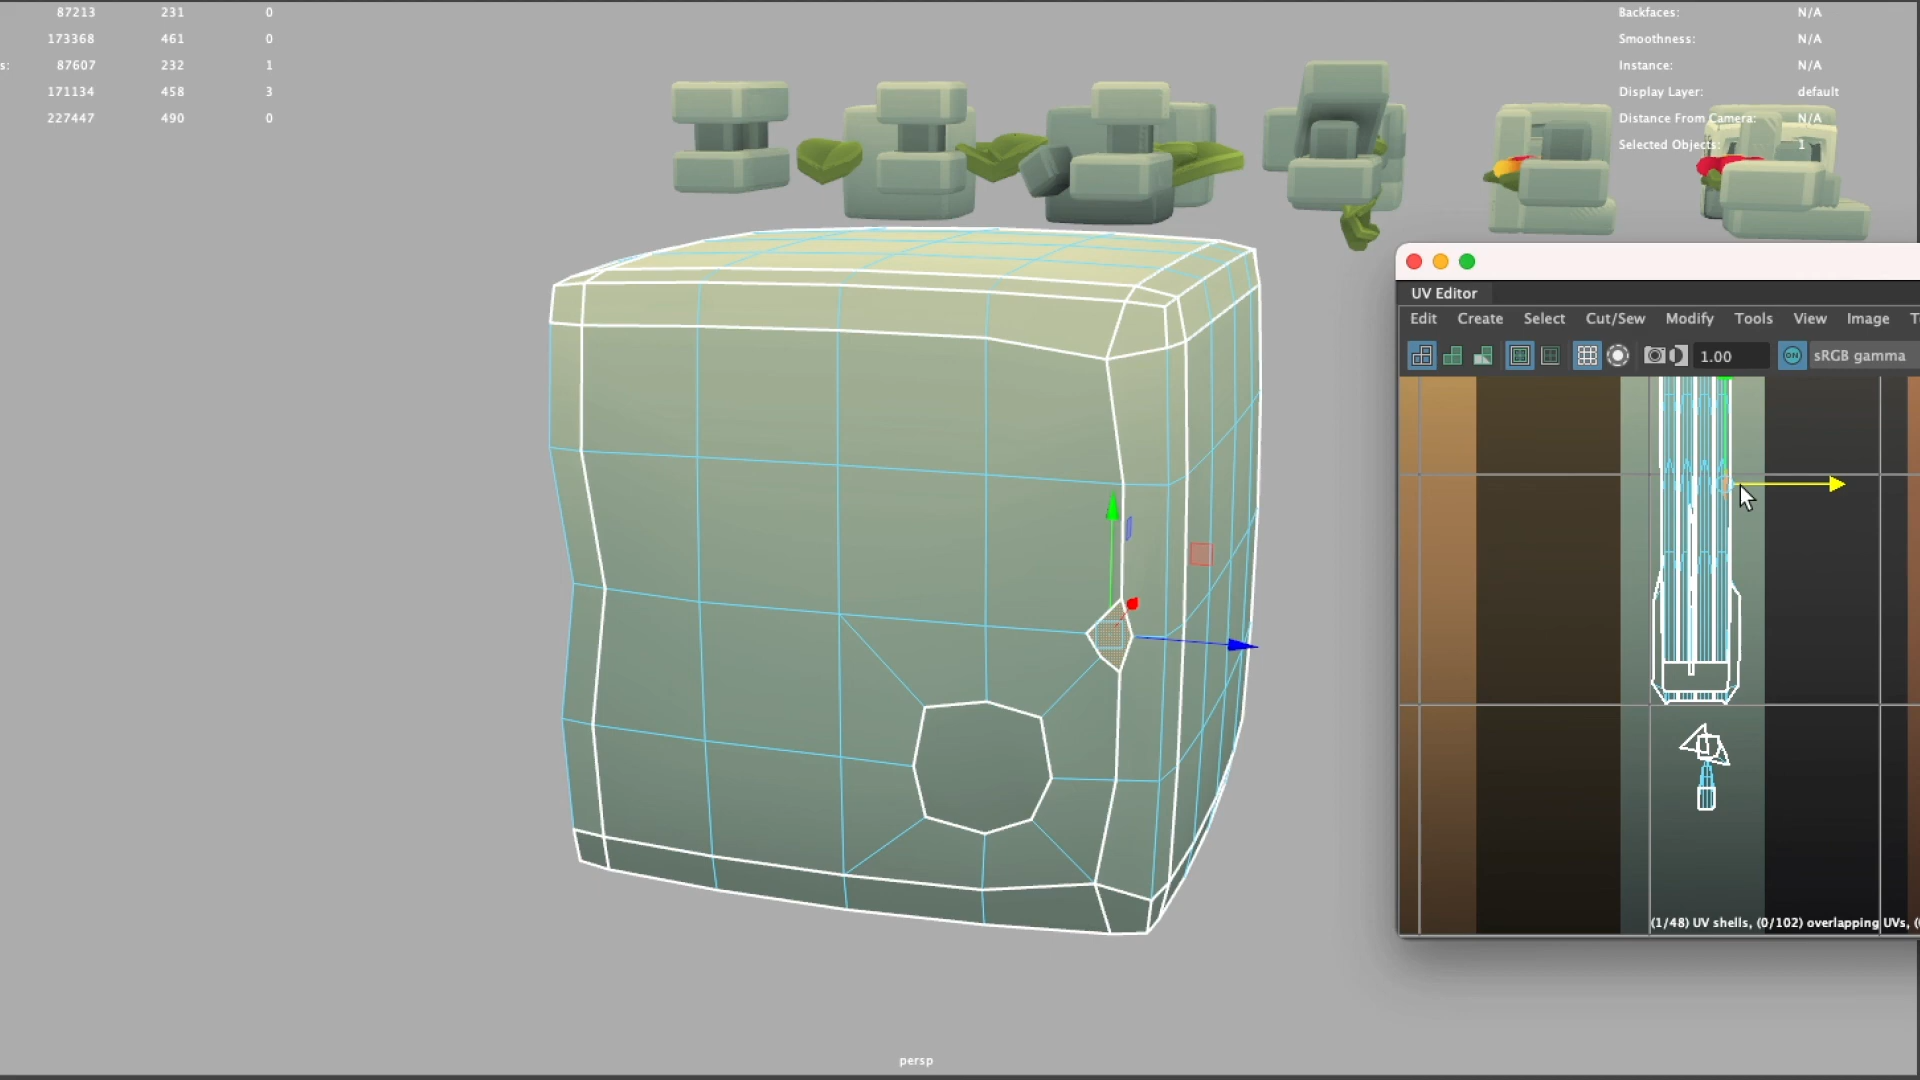 87213 231 0
173368 461 0
s: 87607 232 1
171134 458 3
227447 490 0
Backfaces: N/A
Smoothness: N/A
Instance: N/A
Display Layer: default
Distance From Camera: N/A
Selected Objects: 1
UV Editor
Edit Create Select Cut/Sew Modify Tools View Image T
1.00 ON sRGB gamma
(1/48) UV shells, (0/102) overlapping UVs, (
persp